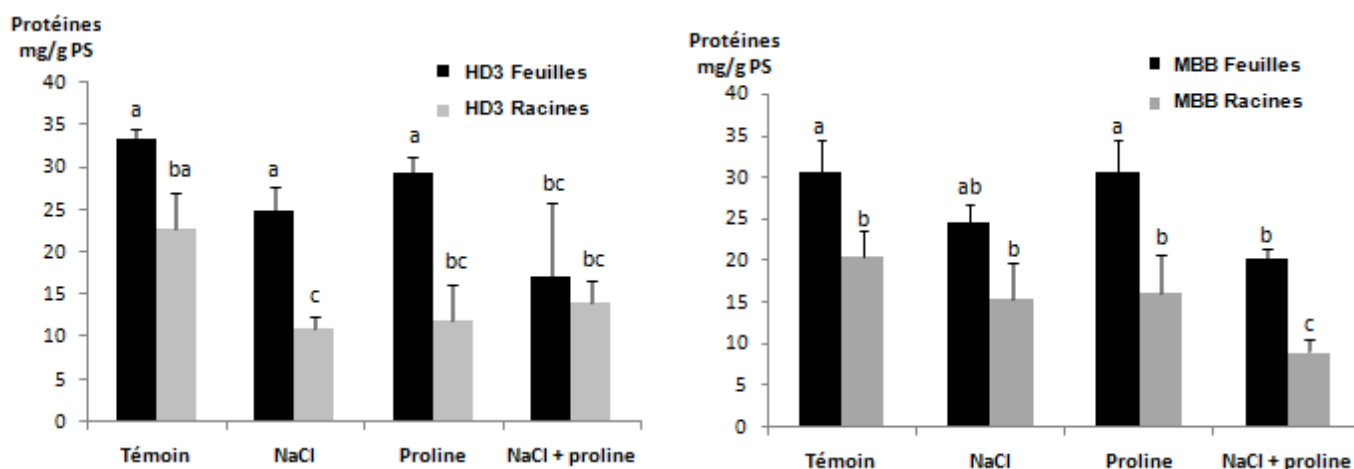 Protéines
mg/g PS
HD3 Feuilles
HD3 Racines
40
35
30
25
20
15
10
5
0
a
ba
a
c
a
bc
bc
bc
Témoin
NaCl
Proline
NaCl + proline
Protéines
mg/g PS
MBB Feuilles
MBB Racines
40
35
30
25
20
15
10
5
0
a
b
ab
b
a
b
b
c
Témoin
NaCl
Proline
NaCl + proline